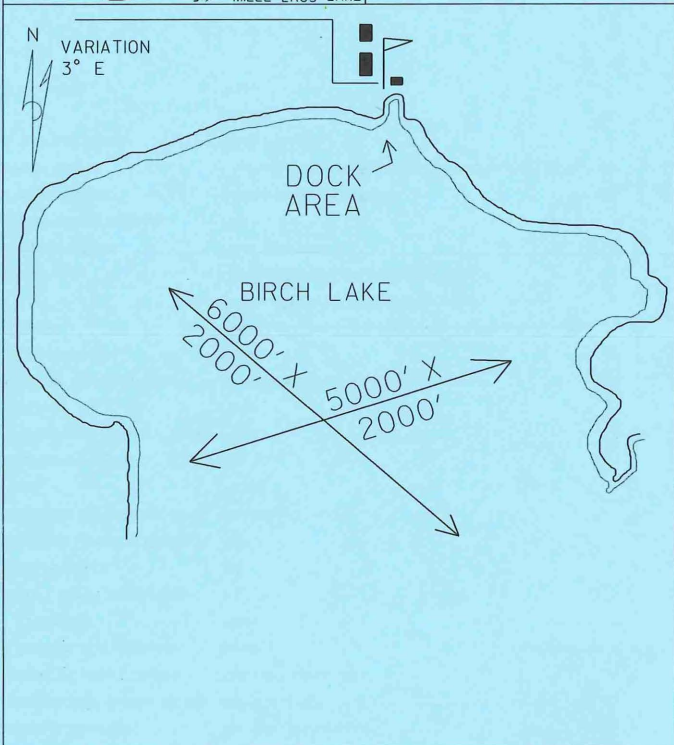 N
VARIATION
3° E
DOCK
AREA
BIRCH LAKE
6000' X
2000'
5000' X
2000'